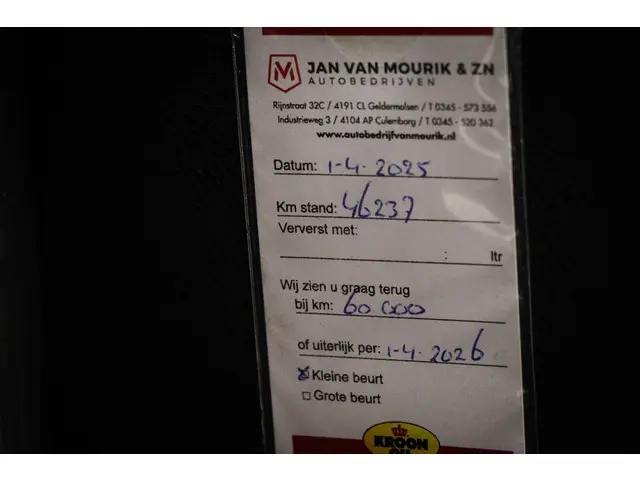 JAN VAN MOURIK & ZN
AUTOBEDRIJVEN
Rijnstraat 32C / 4191 CL Geldermalsen / T 0345 - 573 556
Industrieweg 3 / 4104 AP Culemborg / T 0345 - 520 362
www.autobedrijfvanmourik.nl
Datum: 1-4-2025
Km stand: 46237
Ververst met:
: ltr
Wij zien u graag terug
bij km: 60.000
of uiterlijk per: 1-4-2026
Kleine beurt
Grote beurt
KROON
OIL